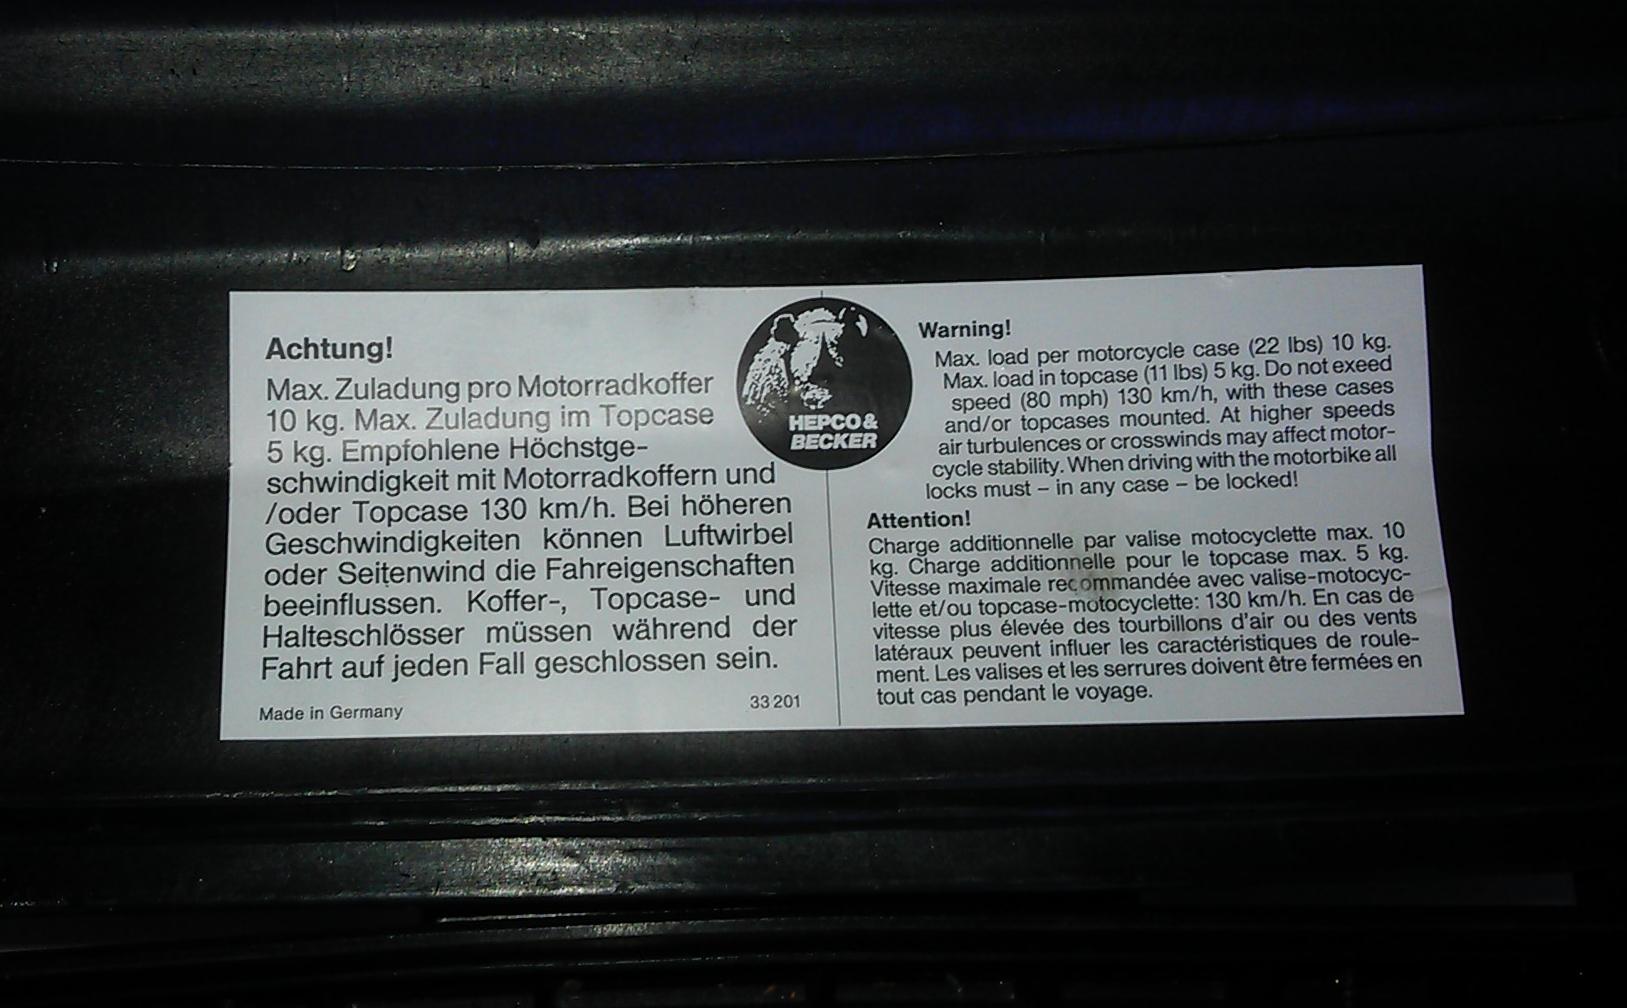 Achtung!
Max. Zuladung pro Motorradkoffer
10 kg. Max. Zuladung im Topcase
5 kg. Empfohlene Höchstge-
schwindigkeit mit Motorradkoffern und
/oder Topcase 130 km/h. Bei höheren
Geschwindigkeiten können Luftwirbel
oder Seitenwind die Fahreigenschaften
beeinflussen. Koffer-, Topcase- und
Halteschlösser müssen während der
Fahrt auf jeden Fall geschlossen sein.
Made in Germany
33 201
HEPCO &
BECKER
Warning!
Max. load per motorcycle case (22 lbs) 10 kg.
Max. load in topcase (11 lbs) 5 kg. Do not exeed
speed (80 mph) 130 km/h, with these cases
and/or topcases mounted. At higher speeds
air turbulences or crosswinds may affect motor-
cycle stability. When driving with the motorbike all
locks must – in any case – be locked!
Attention!
Charge additionnelle par valise motocyclette max. 10
kg. Charge additionnelle pour le topcase max. 5 kg.
Vitesse maximale recommandée avec valise-motocyc-
lette et/ou topcase-motocyclette: 130 km/h. En cas de
vitesse plus élevée des tourbillons d'air ou des vents
latéraux peuvent influer les caractéristiques de roule-
ment. Les valises et les serrures doivent être fermées en
tout cas pendant le voyage.